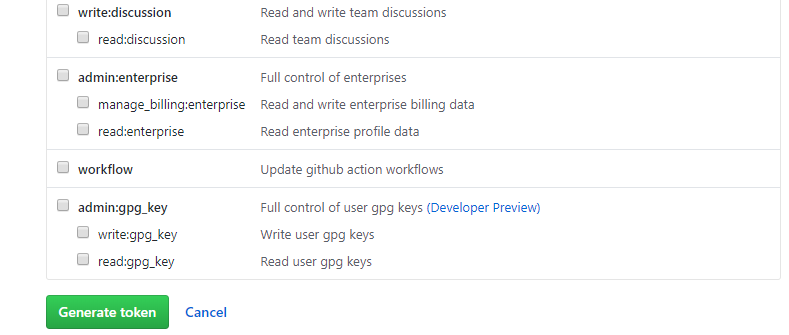 write:discussion Read and write team discussions
read:discussion Read team discussions
admin:enterprise Full control of enterprises
manage_billing:enterprise Read and write enterprise billing data
read:enterprise Read enterprise profile data
workflow Update github action workflows
admin:gpg_key Full control of user gpg keys (Developer Preview)
write:gpg_key Write user gpg keys
read:gpg_key Read user gpg keys
Generate token Cancel